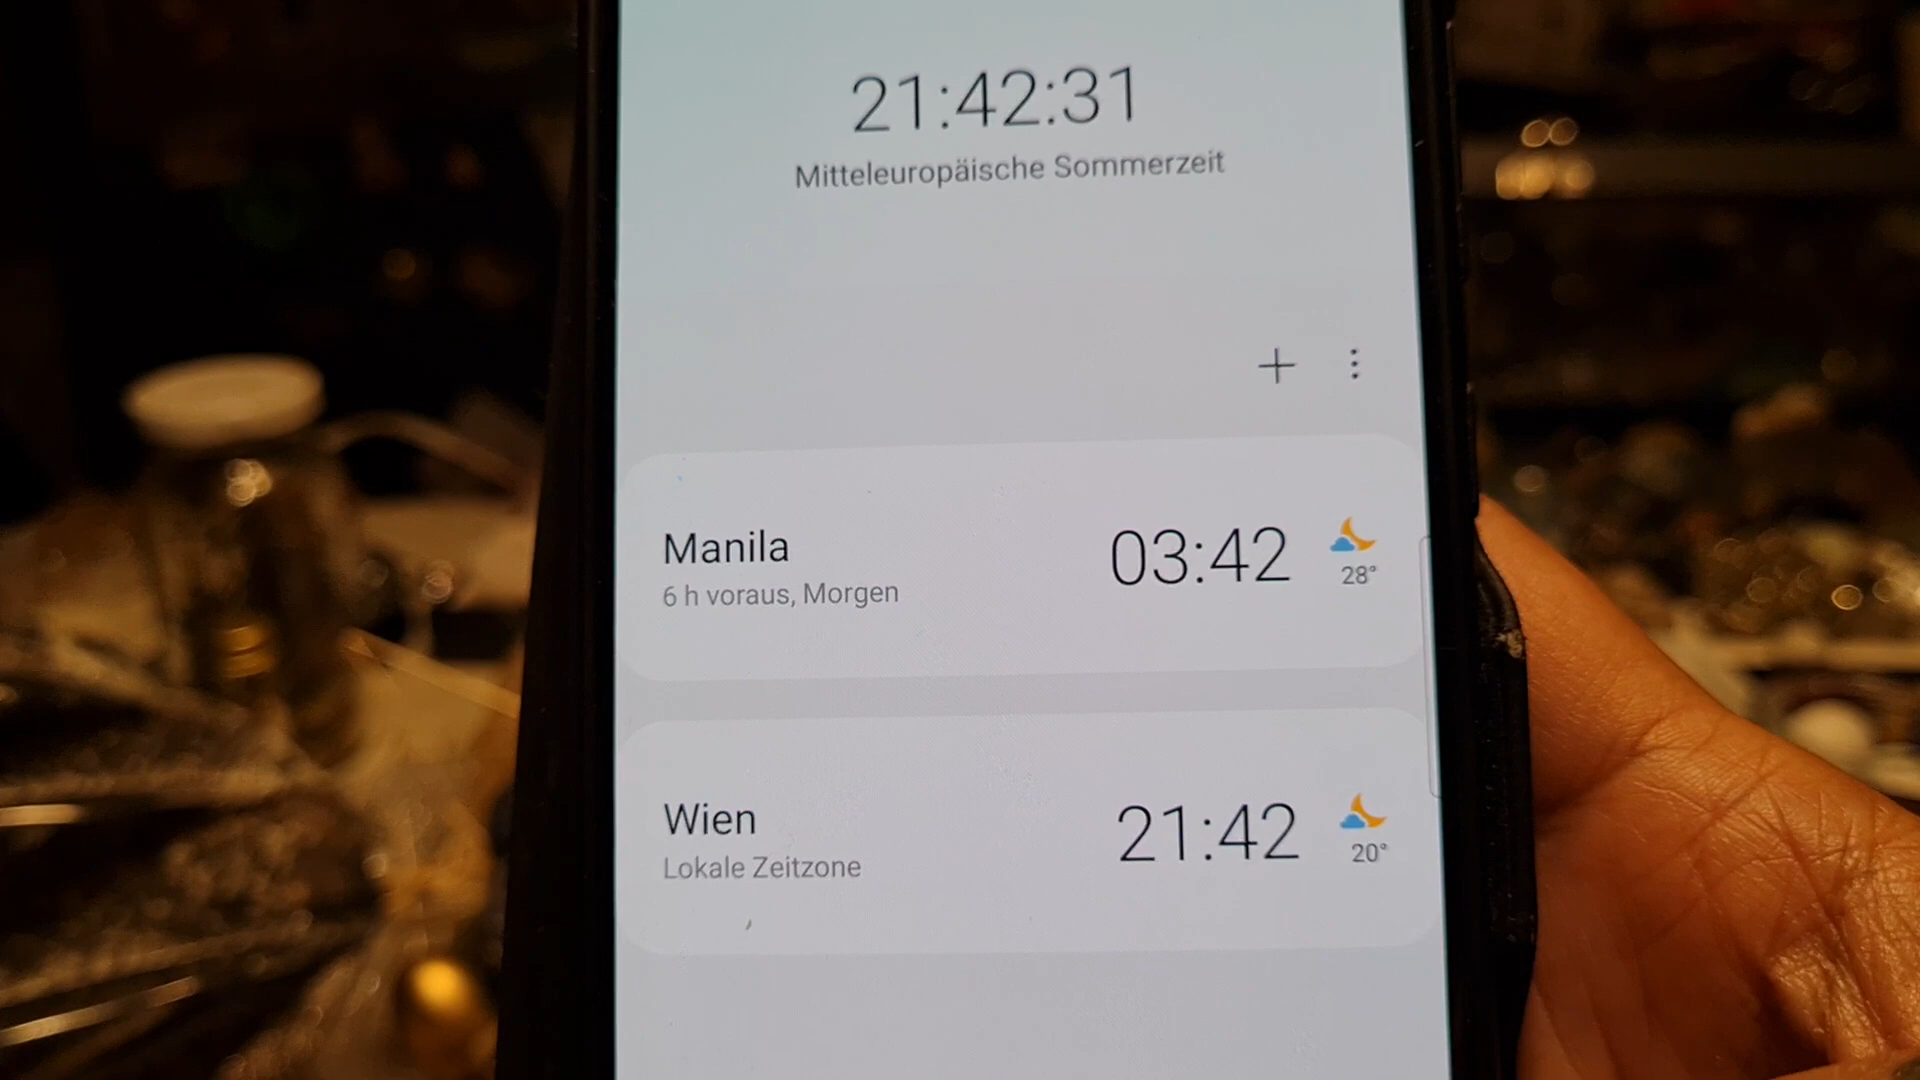 21:42:31
Mitteleuropäische Sommerzeit
Manila
6 h voraus, Morgen
03:42
28°
Wien
Lokale Zeitzone
21:42
20°